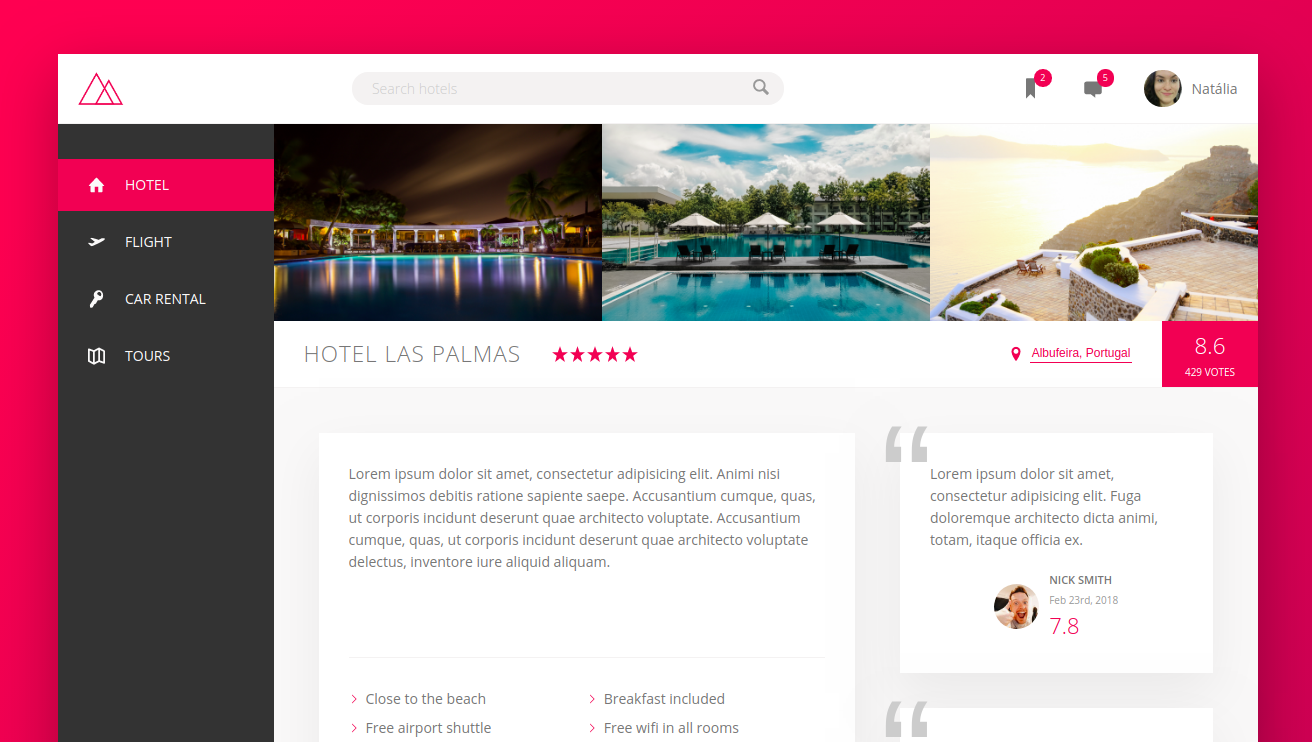 Search hotels
2
5
Natália
HOTEL
FLIGHT
CAR RENTAL
TOURS
HOTEL LAS PALMAS
Albufeira, Portugal
8.6
429 VOTES
Lorem ipsum dolor sit amet, consectetur adipisicing elit. Animi nisi
dignissimos debitis ratione sapiente saepe. Accusantium cumque, quas,
ut corporis incidunt deserunt quae architecto voluptate. Accusantium
cumque, quas, ut corporis incidunt deserunt quae architecto voluptate
delectus, inventore iure aliquid aliquam.
Close to the beach
Breakfast included
Free airport shuttle
Free wifi in all rooms
“
Lorem ipsum dolor sit amet,
consectetur adipisicing elit. Fuga
doloremque architecto dicta animi,
totam, itaque officia ex.
NICK SMITH
Feb 23rd, 2018
7.8
“